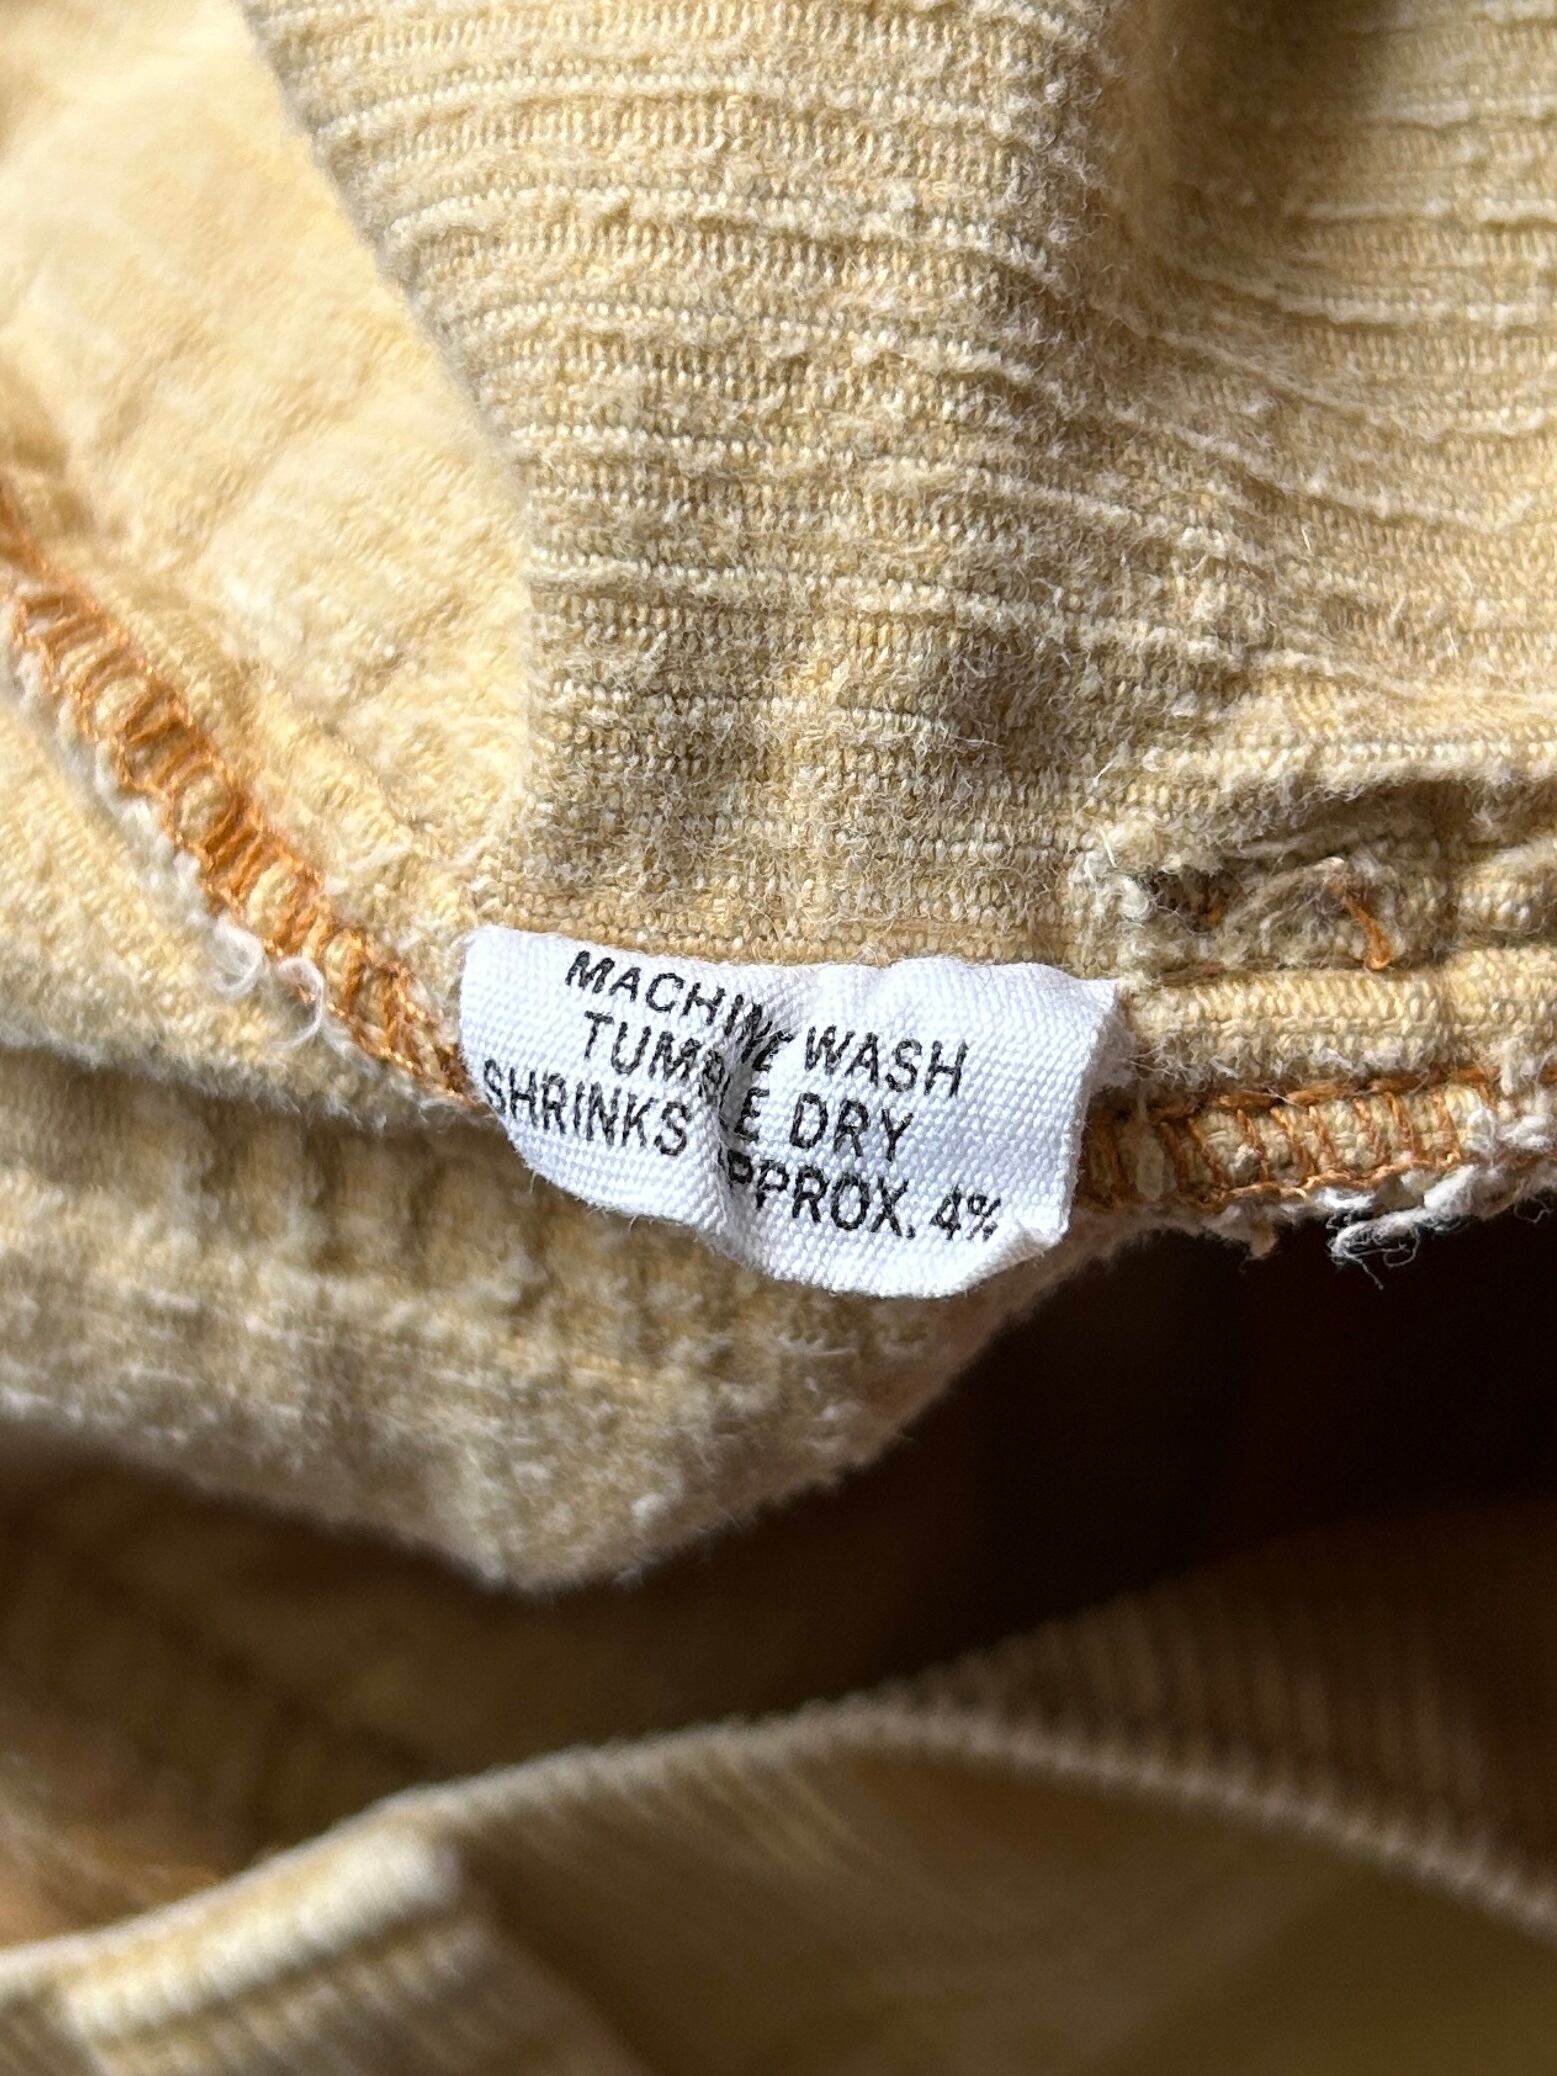 MACHINE WASH
TUMBLE DRY
SHRINKS APPROX. 4%